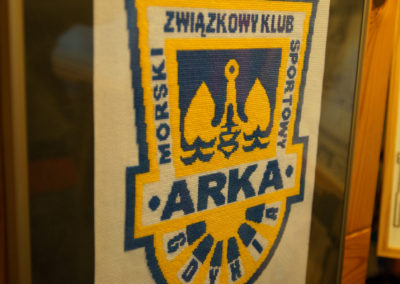 ZWIĄZKOWY KLUB
MORSKI
SPORTOWY
ARKA
GDYNIA